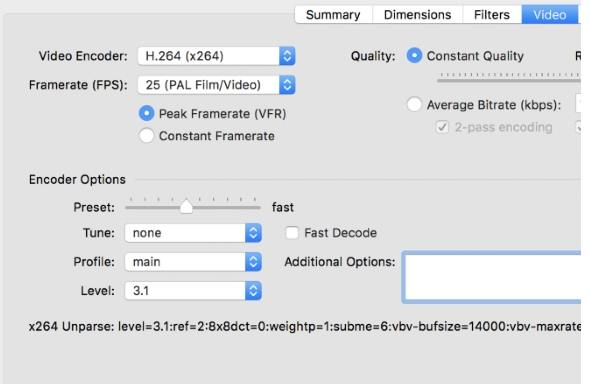 Summary Dimensions Filters Video
Video Encoder: H.264 (x264) Quality: Constant Quality R
Framerate (FPS): 25 (PAL Film/Video)
Peak Framerate (VFR) Average Bitrate (kbps):
Constant Framerate 2-pass encoding
Encoder Options
Preset: fast
Tune: none Fast Decode
Profile: main Additional Options:
Level: 3.1
x264 Unparse: level=3.1:ref=2:8x8dct=0:weightp=1:subme=6:vbv-bufsize=14000:vbv-maxrate